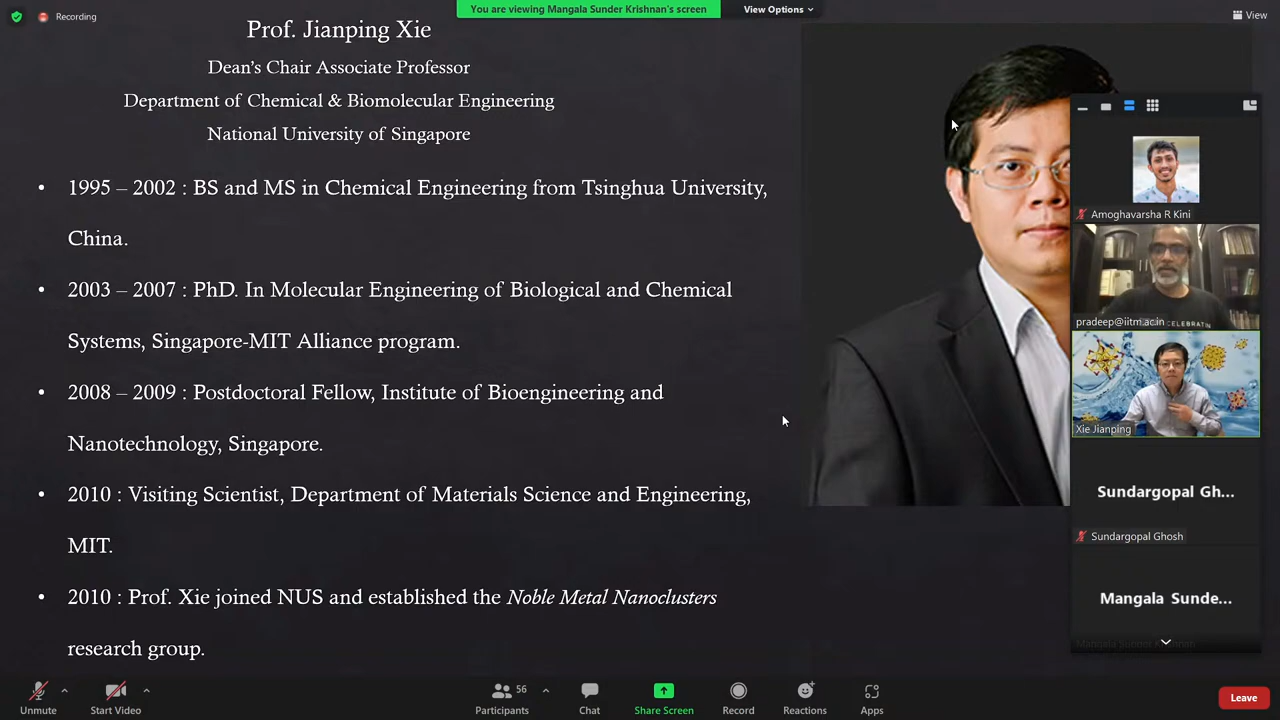 Recording
You are viewing Mangala Sunder Krishnan's screen
View Options
View
Prof. Jianping Xie
Dean's Chair Associate Professor
Department of Chemical & Biomolecular Engineering
National University of Singapore
• 1995 – 2002 : BS and MS in Chemical Engineering from Tsinghua University,
China.
• 2003 – 2007 : PhD. In Molecular Engineering of Biological and Chemical
Systems, Singapore-MIT Alliance program.
• 2008 – 2009 : Postdoctoral Fellow, Institute of Bioengineering and
Nanotechnology, Singapore.
• 2010 : Visiting Scientist, Department of Materials Science and Engineering,
MIT.
• 2010 : Prof. Xie joined NUS and established the Noble Metal Nanoclusters
research group.
Amoghavarsha R Kini
CELEBRATIN
pradeep@iitm.ac.in
Xie Jianping
Sundargopal Gh...
Sundargopal Ghosh
Mangala Sunde...
Mangala Sunder Krishnan
Unmute
Start Video
56
Participants
Chat
Share Screen
Record
Reactions
Apps
Leave